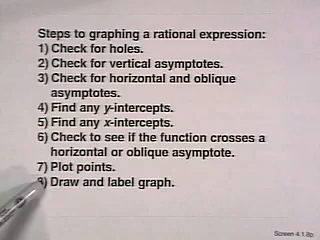 Steps to graphing a rational expression:
1) Check for holes.
2) Check for vertical asymptotes.
3) Check for horizontal and oblique
asymptotes.
4) Find any y-intercepts.
5) Find any x-intercepts.
6) Check to see if the function crosses a
horizontal or oblique asymptote.
7) Plot points.
8) Draw and label graph.
Screen 4.1.8p